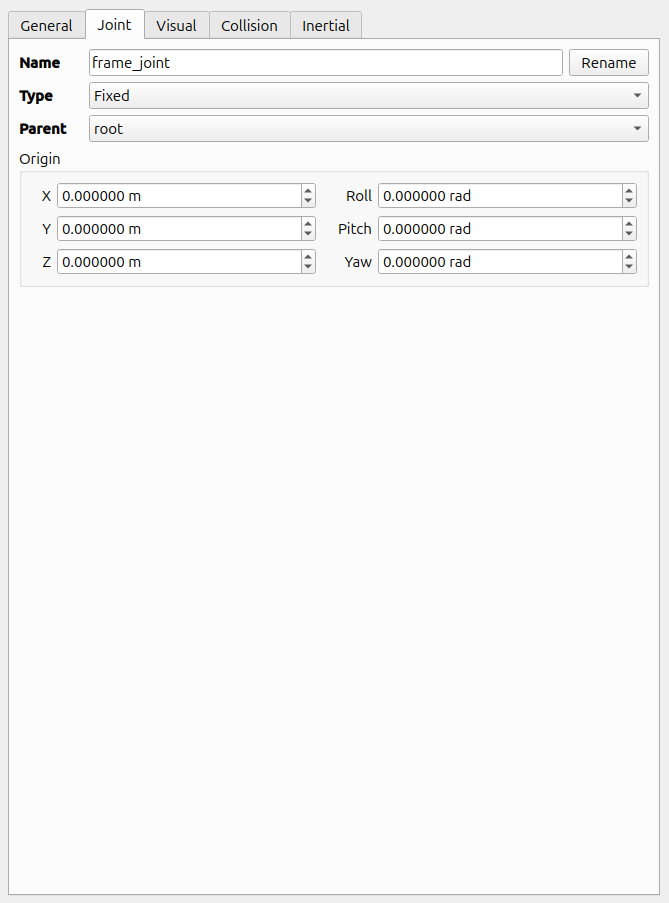 General Joint Visual Collision Inertial
Name frame_joint Rename
Type Fixed
Parent root
Origin
X 0.000000 m Roll 0.000000 rad
Y 0.000000 m Pitch 0.000000 rad
Z 0.000000 m Yaw 0.000000 rad